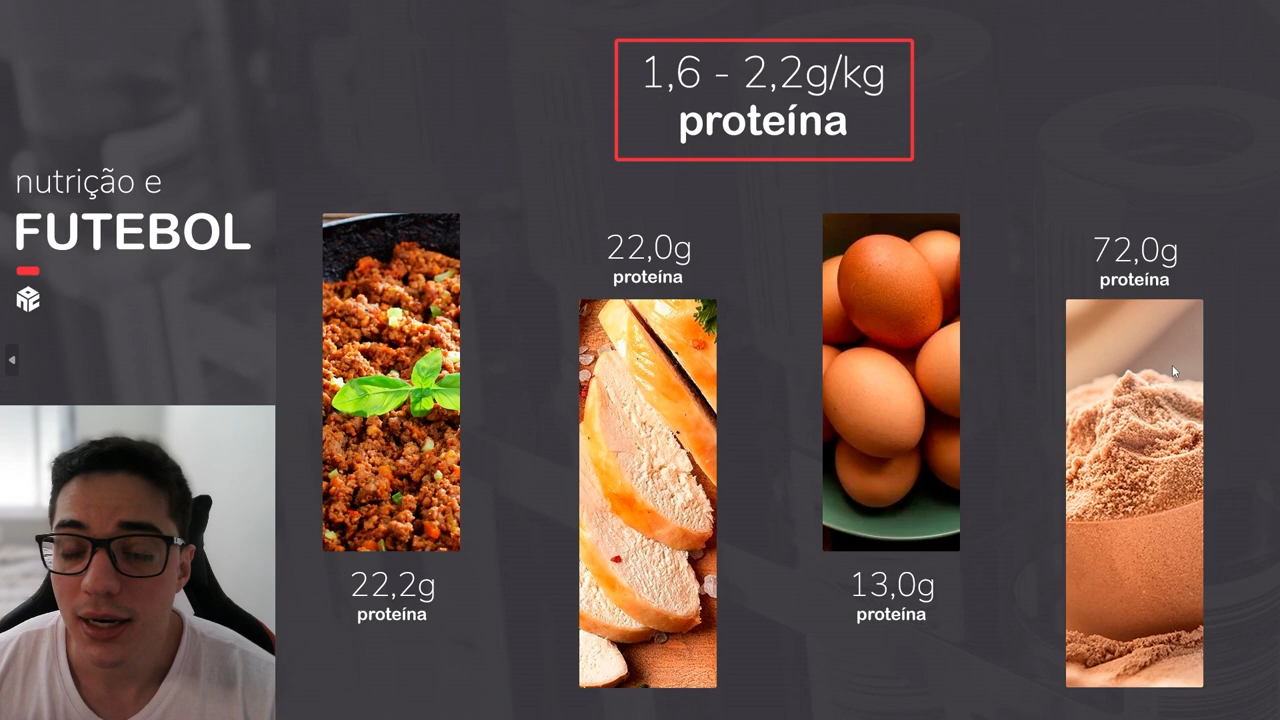 1,6 - 2,2g/kg
proteína
nutrição e
FUTEBOL
22,2g
proteína
22,0g
proteína
13,0g
proteína
72,0g
proteína